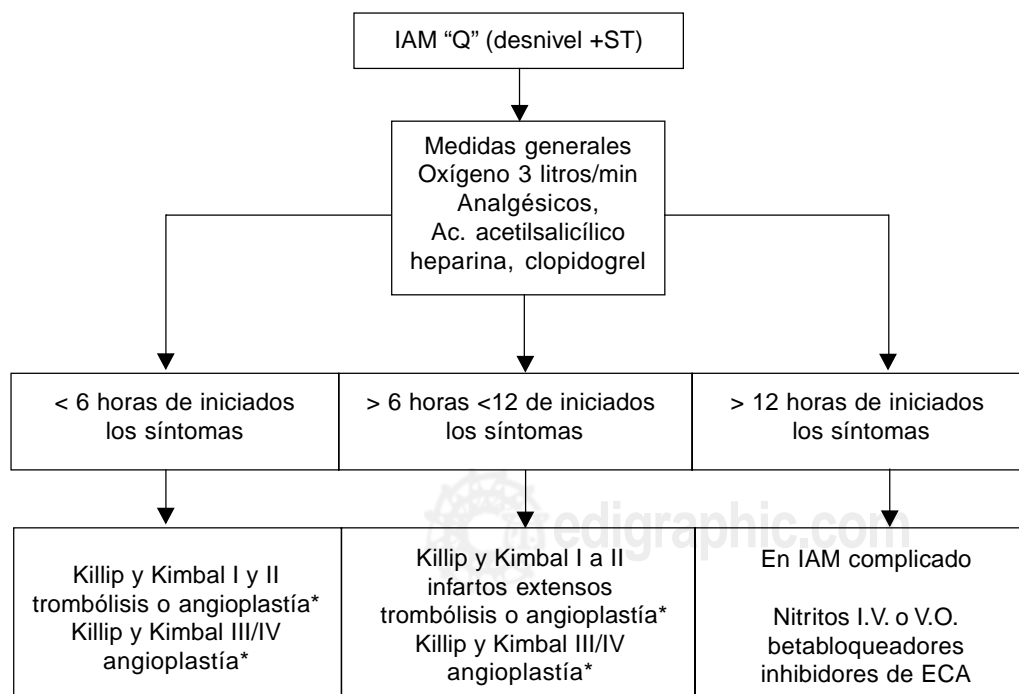 IAM “Q” (desnivel +ST)
Medidas generales
Oxígeno 3 litros/min
Analgésicos,
Ac. acetilsalicílico
heparina, clopidogrel
< 6 horas de iniciados
los síntomas
> 6 horas <12 de iniciados
los síntomas
> 12 horas de iniciados
los síntomas
Killip y Kimbal I y II
trombólisis o angioplastía*
Killip y Kimbal III/IV
angioplastía*
Killip y Kimbal I a II
infartos extensos
trombólisis o angioplastía*
Killip y Kimbal III/IV
angioplastía*
En IAM complicado
Nitritos I.V. o V.O.
betabloqueadores
inhibidores de ECA
edigraphic.com